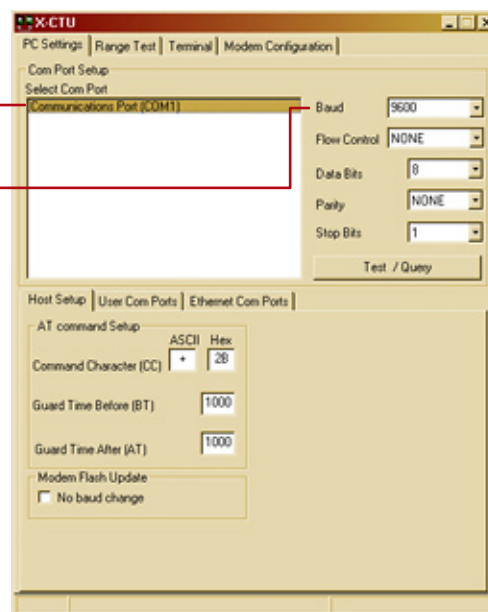 X-CTU
PC Settings Range Test Terminal Modem Configuration
Com Port Setup
Select Com Port
Communications Port (COM1)
Baud 9600
Flow Control NONE
Data Bits 8
Parity NONE
Stop Bits 1
Test / Query
Host Setup User Com Ports Ethernet Com Ports
AT command Setup
ASCII Hex
Command Character (CC) + 2B
Guard Time Before (BT) 1000
Guard Time After (AT) 1000
Modem Flash Update
No baud change